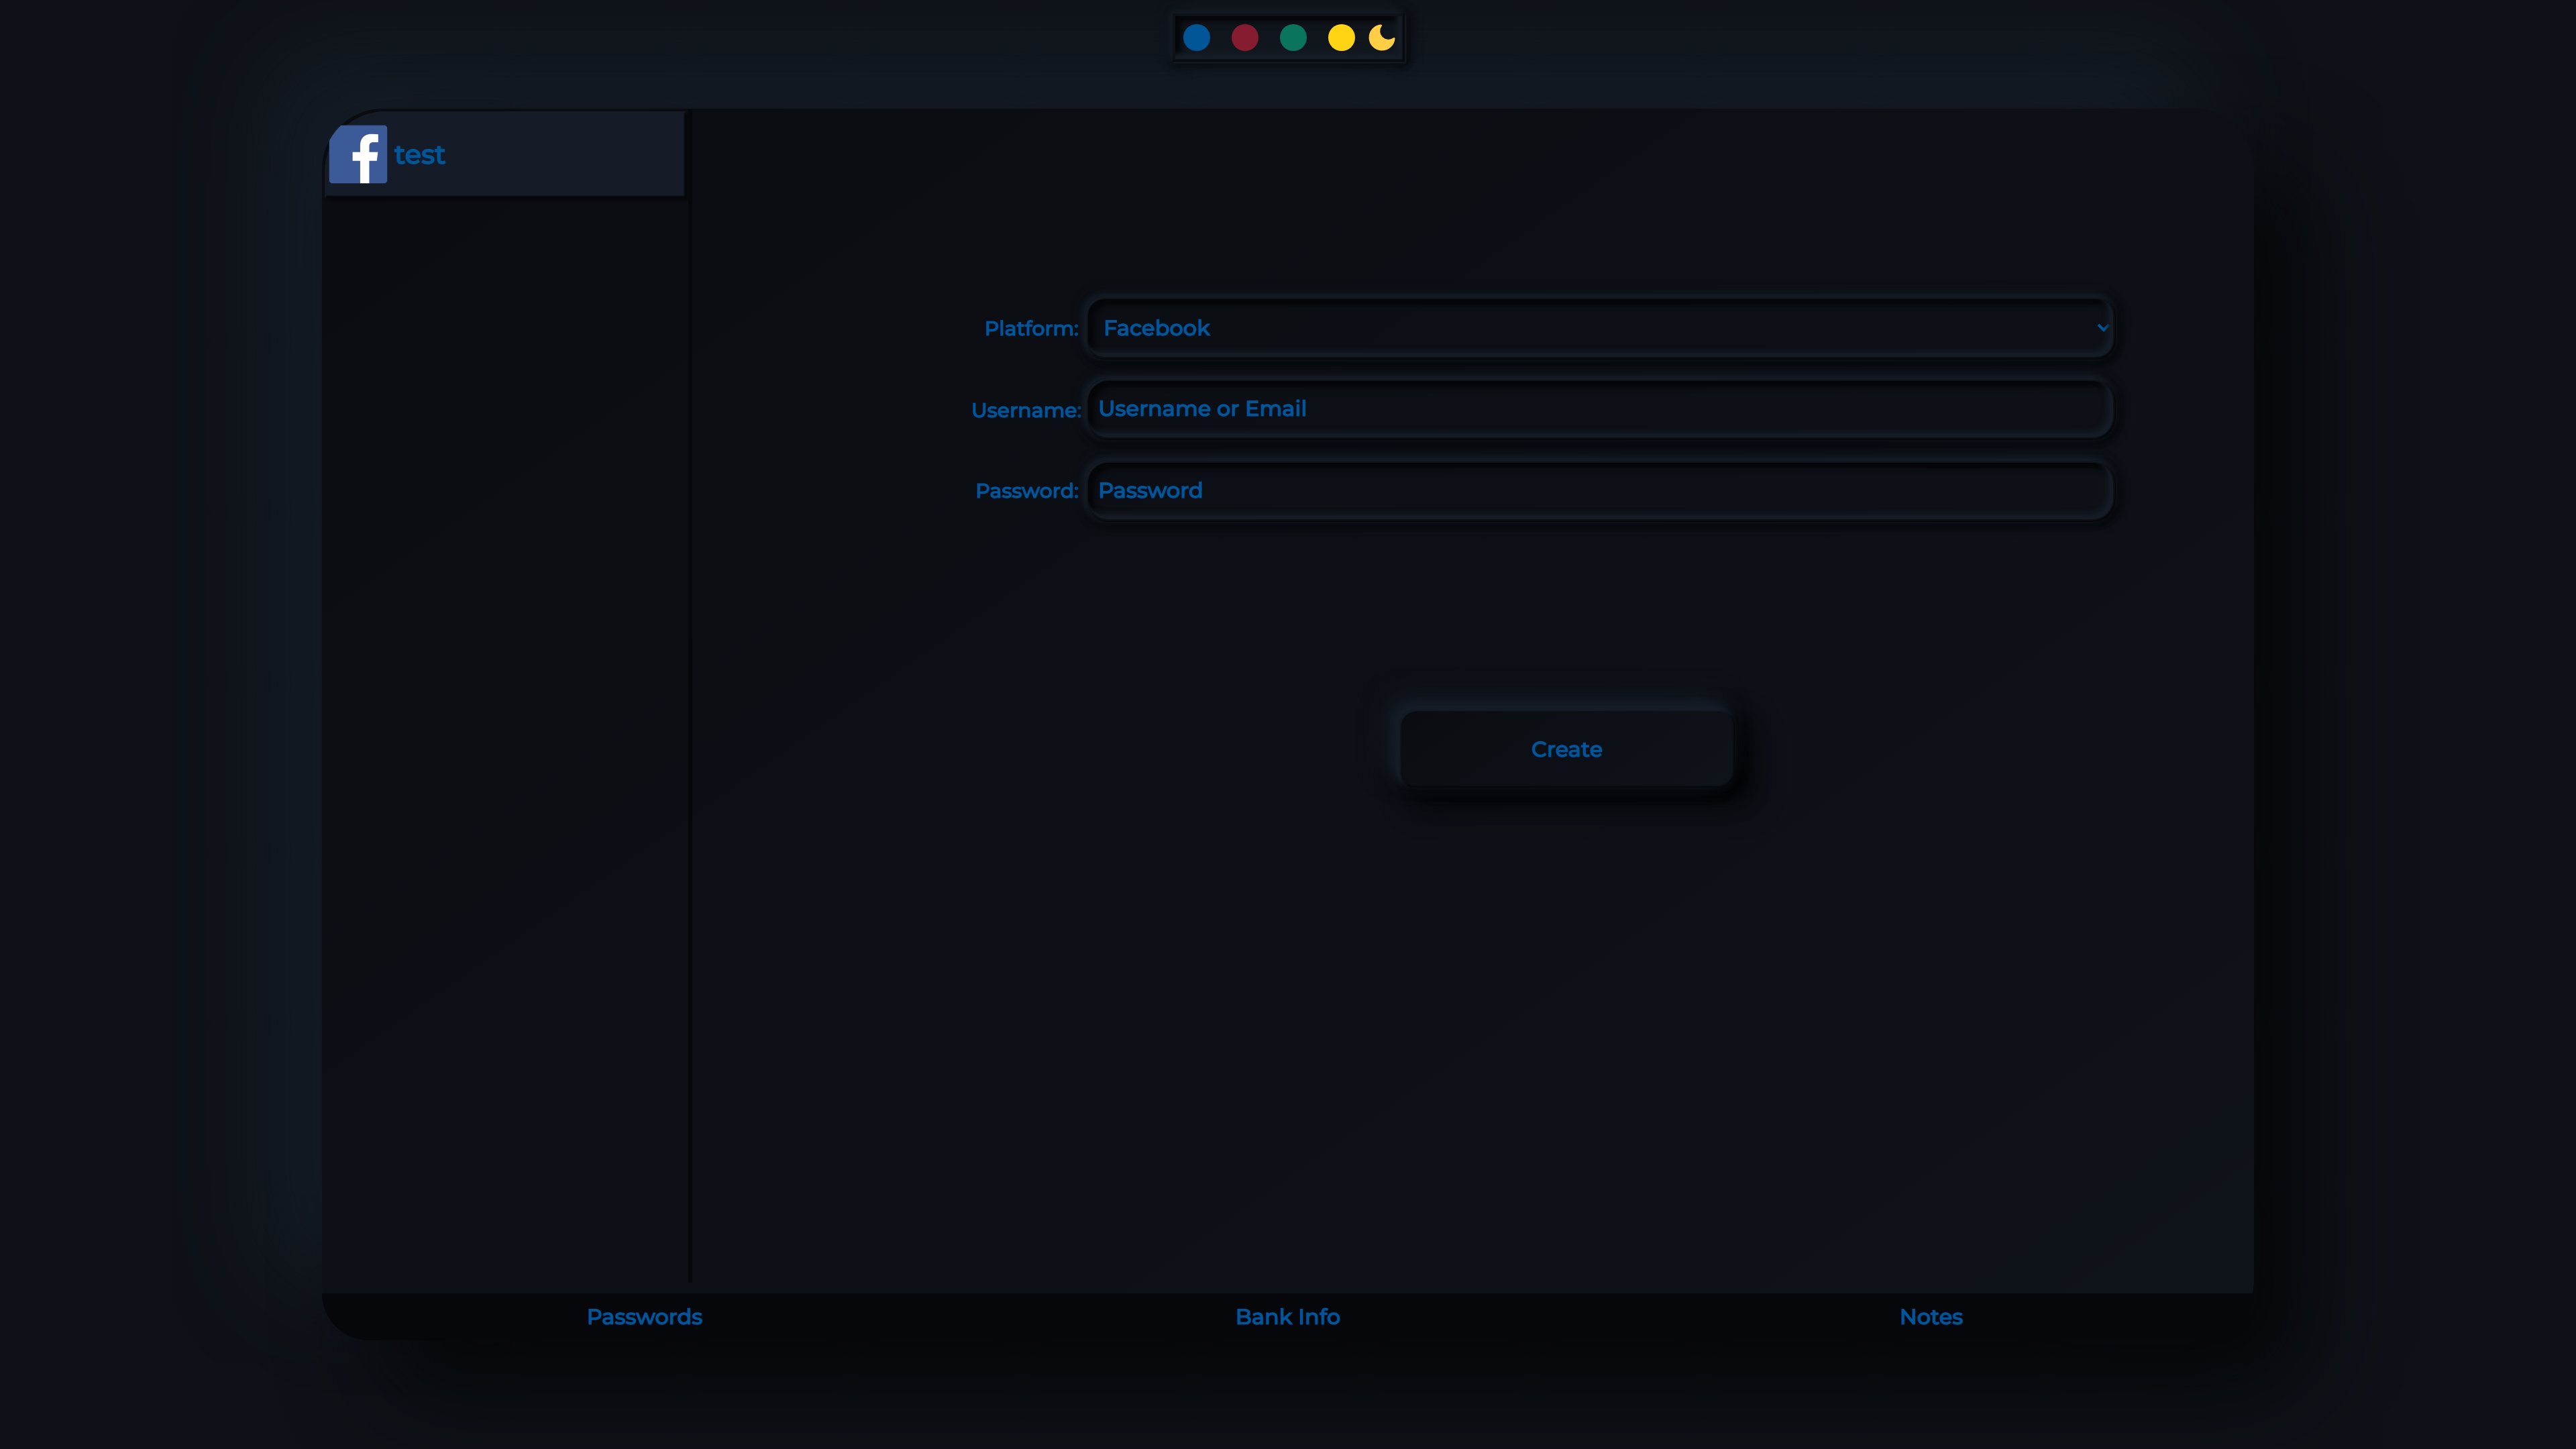 test
Platform: Facebook
Username: Username or Email
Password: Password
Create
Passwords Bank Info Notes